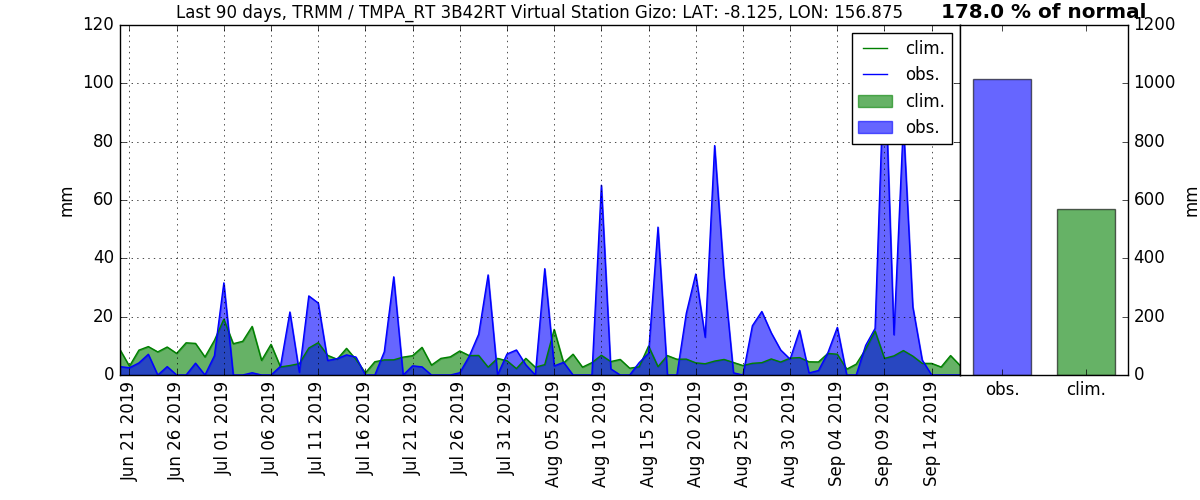 Last 90 days, TRMM / TMPA_RT 3B42RT Virtual Station Gizo: LAT: -8.125, LON: 156.875
178.0 % of normal
120
100
80
60
40
20
0
mm
clim.
obs.
clim.
obs.
1200
1000
800
600
400
200
0
mm
Jun 21 2019
Jun 26 2019
Jul 01 2019
Jul 06 2019
Jul 11 2019
Jul 16 2019
Jul 21 2019
Jul 26 2019
Jul 31 2019
Aug 05 2019
Aug 10 2019
Aug 15 2019
Aug 20 2019
Aug 25 2019
Aug 30 2019
Sep 04 2019
Sep 09 2019
Sep 14 2019
obs.
clim.